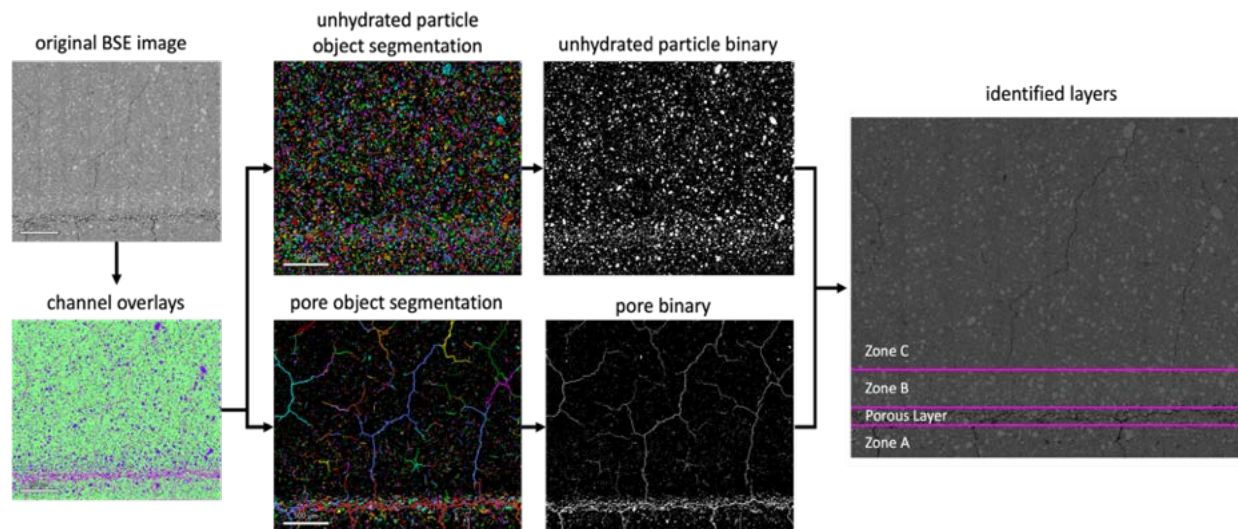 original BSE image
unhydrated particle
object segmentation
unhydrated particle binary
identified layers
channel overlays
pore object segmentation
pore binary
Zone C
Zone B
Porous Layer
Zone A